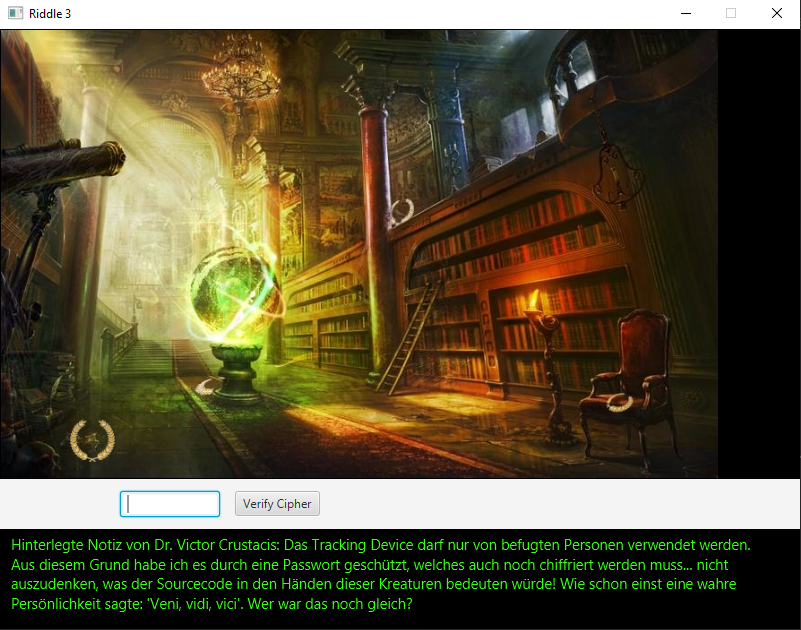 Riddle 3
Verify Cipher
Hinterlegte Notiz von Dr. Victor Crustacis: Das Tracking Device darf nur von befugten Personen verwendet werden.
Aus diesem Grund habe ich es durch eine Passwort geschützt, welches auch noch chiffriert werden muss... nicht
auszudenken, was der Sourcecode in den Händen dieser Kreaturen bedeuten würde! Wie schon einst eine wahre
Persönlichkeit sagte: 'Veni, vidi, vici'. Wer war das noch gleich?